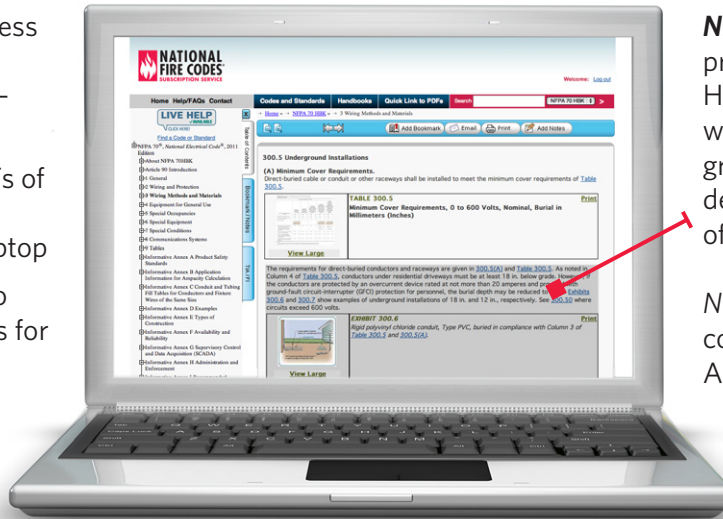 ess
–
's of
ptop
o
s for
NATIONAL
FIRE CODES®
SUBSCRIPTION SERVICE
Welcome: Log out
Home Help/FAQs Contact
Codes and Standards Handbooks Quick Link to PDFs Search NFPA 70 HBK
LIVE HELP
AVAILABLE
CLICK HERE!
Find a Code or Standard
NFPA 70®, National Electrical Code®, 2011
Edition
About NFPA 70HBK
Article 90 Introduction
1 General
2 Wiring and Protection
3 Wiring Methods and Materials
4 Equipment for General Use
5 Special Occupancies
6 Special Equipment
7 Special Conditions
8 Communications Systems
9 Tables
Informative Annex A Product Safety
Standards
Informative Annex B Application
Information for Ampacity Calculation
Informative Annex C Conduit and Tubing
Fill Tables for Conductors and Fixture
Wires of the Same Size
Informative Annex D Examples
Informative Annex E Types of
Construction
Informative Annex F Availability and
Reliability
Informative Annex G Supervisory Control
and Data Acquisition (SCADA)
Informative Annex H Administration and
Enforcement
Table of Contents
Bookmark / Notes
TIA / FI
Home » NFPA 70 HBK » 3 Wiring Methods and Materials
Add Bookmark Email Print Add Notes
300.5 Underground Installations
(A) Minimum Cover Requirements.
Direct-buried cable or conduit or other raceways shall be installed to meet the minimum cover requirements of Table
300.5.
TABLE 300.5 Print
Minimum Cover Requirements, 0 to 600 Volts, Nominal, Burial in
Millimeters (Inches)
View Large
The requirements for direct-buried conductors and raceways are given in 300.5(A) and Table 300.5. As noted in
Column 4 of Table 300.5, conductors under residential driveways must be at least 18 in. below grade. However, if
the conductors are protected by an overcurrent device rated at not more than 20 amperes and provided with
ground-fault circuit-interrupter (GFCI) protection for personnel, the burial depth may be reduced to Exhibits
300.6 and 300.7 show examples of underground installations of 18 in. and 12 in., respectively. See 300.50 where
circuits exceed 600 volts.
EXHIBIT 300.6 Print
Rigid polyvinyl chloride conduit, Type PVC, buried in compliance with Column 3 of
Table 300.5 and 300.5(A).
View Large
N
pr
H
w
gr
de
of
N
co
A